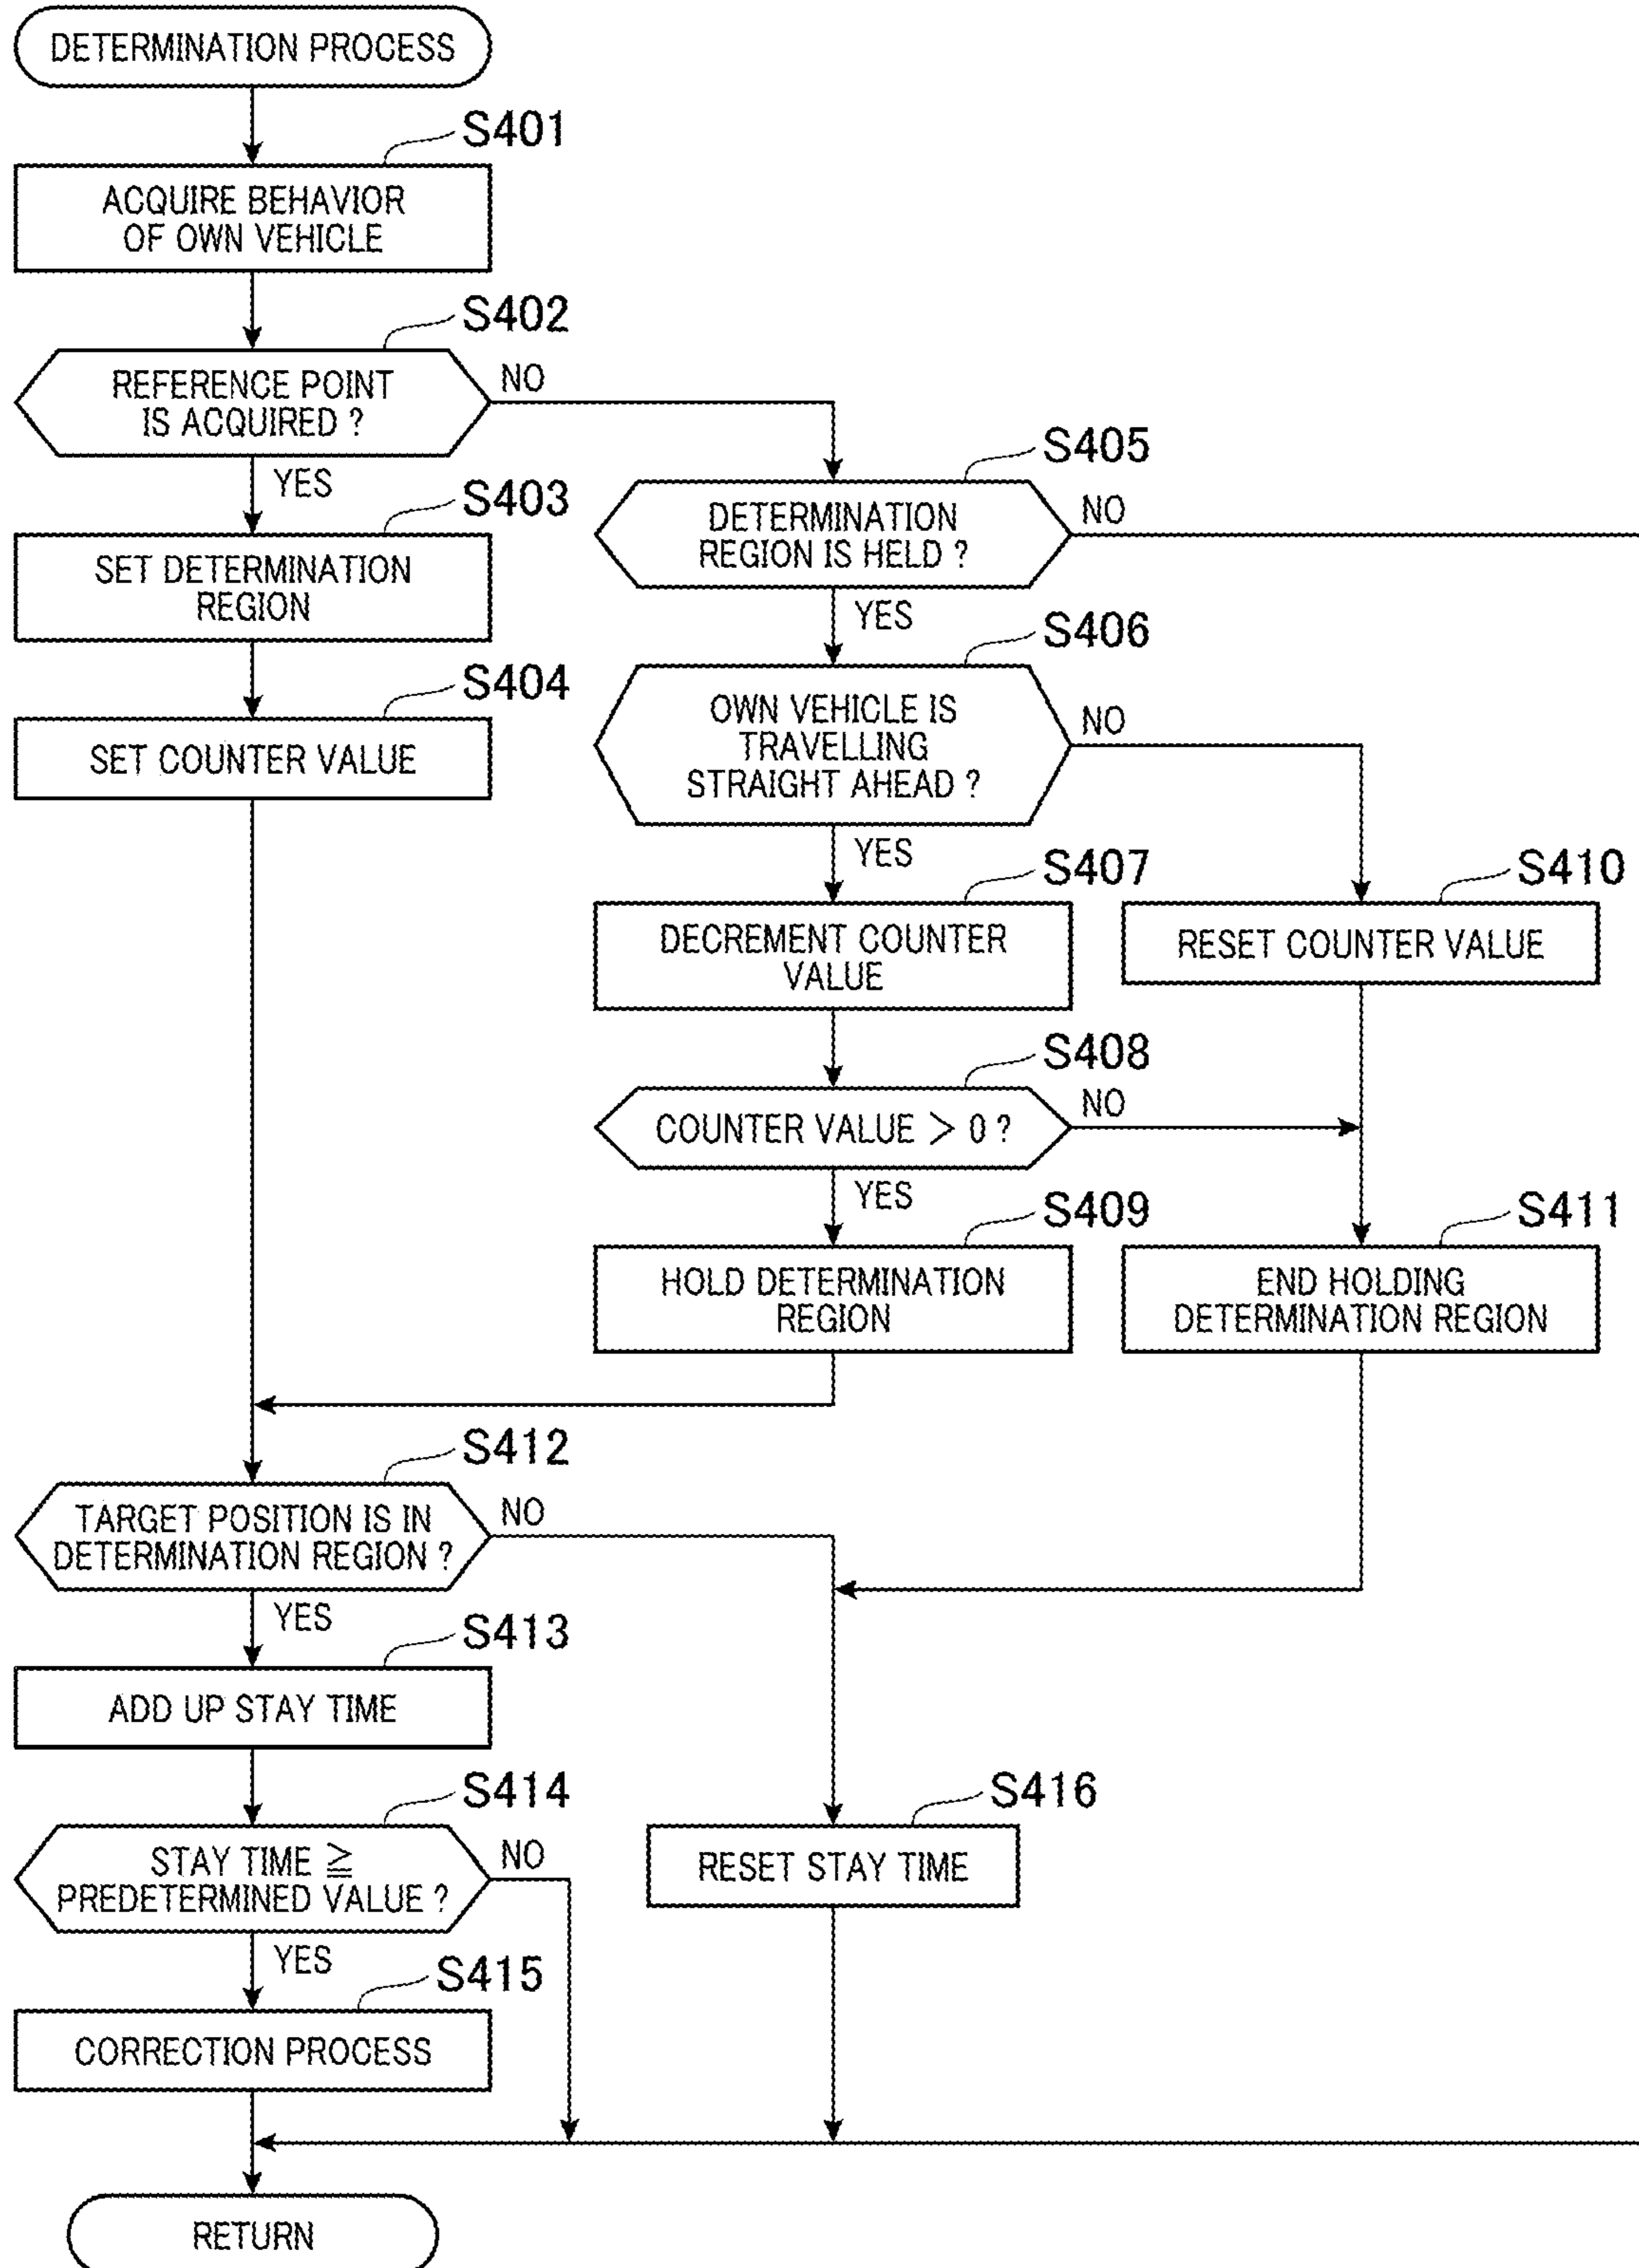 DETERMINATION PROCESS
S401
ACQUIRE BEHAVIOR
OF OWN VEHICLE
S402
REFERENCE POINT
IS ACQUIRED ?
NO
YES
S403
SET DETERMINATION
REGION
S404
SET COUNTER VALUE
S405
DETERMINATION
REGION IS HELD ?
NO
YES
S406
OWN VEHICLE IS
TRAVELLING
STRAIGHT AHEAD ?
NO
YES
S407
DECREMENT COUNTER
VALUE
S410
RESET COUNTER VALUE
S408
COUNTER VALUE > 0 ?
NO
YES
S409
HOLD DETERMINATION
REGION
S411
END HOLDING
DETERMINATION REGION
S412
TARGET POSITION IS IN
DETERMINATION REGION ?
NO
YES
S413
ADD UP STAY TIME
S414
STAY TIME ≧
PREDETERMINED VALUE ?
NO
YES
S416
RESET STAY TIME
S415
CORRECTION PROCESS
RETURN